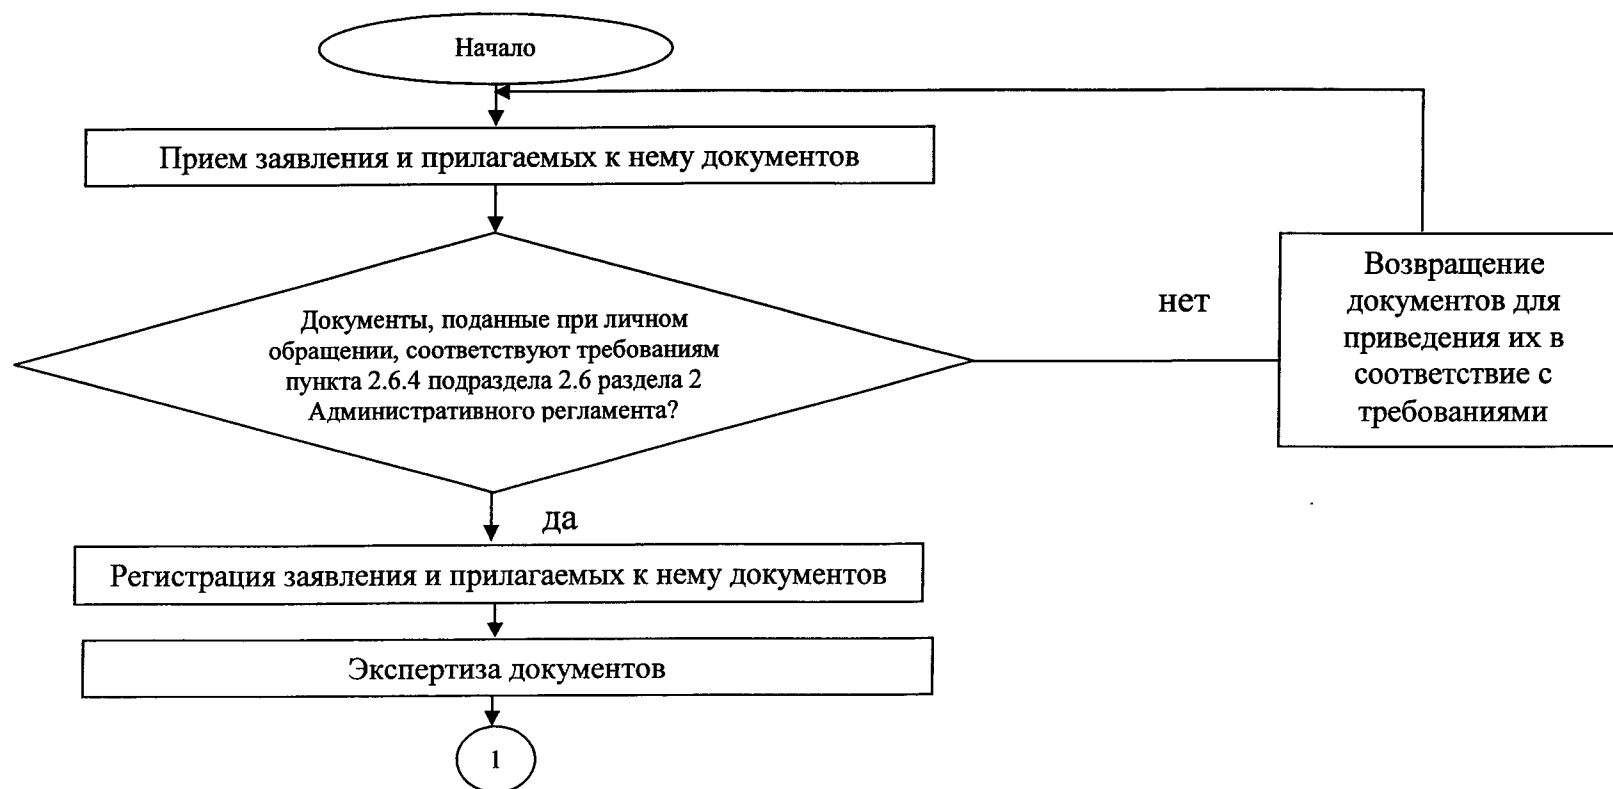 Начало
Прием заявления и прилагаемых к нему документов
Документы, поданные при личном
обращении, соответствуют требованиям
пункта 2.6.4 подраздела 2.6 раздела 2
Административного регламента?
нет
Возвращение
документов для
приведения их в
соответствие с
требованиями
да
Регистрация заявления и прилагаемых к нему документов
Экспертиза документов
1